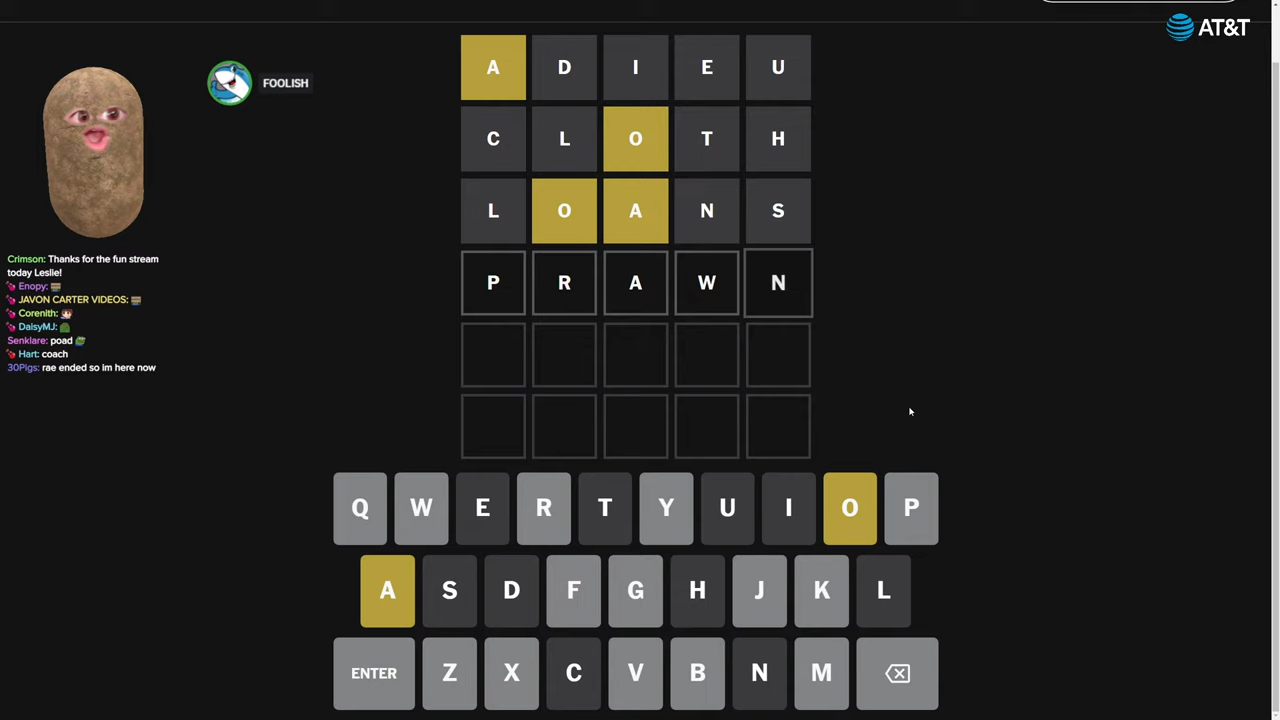 AT&T
FOOLISH
A D I E U
C L O T H
L O A N S
P R A W N
Crimson: Thanks for the fun stream
today Leslie!
Enopy:
JAVON CARTER VIDEOS:
Corenith:
DaisyMJ:
Senklare: poad
Hart: coach
30Pigs: rae ended so im here now
Q W E R T Y U I O P
A S D F G H J K L
ENTER Z X C V B N M